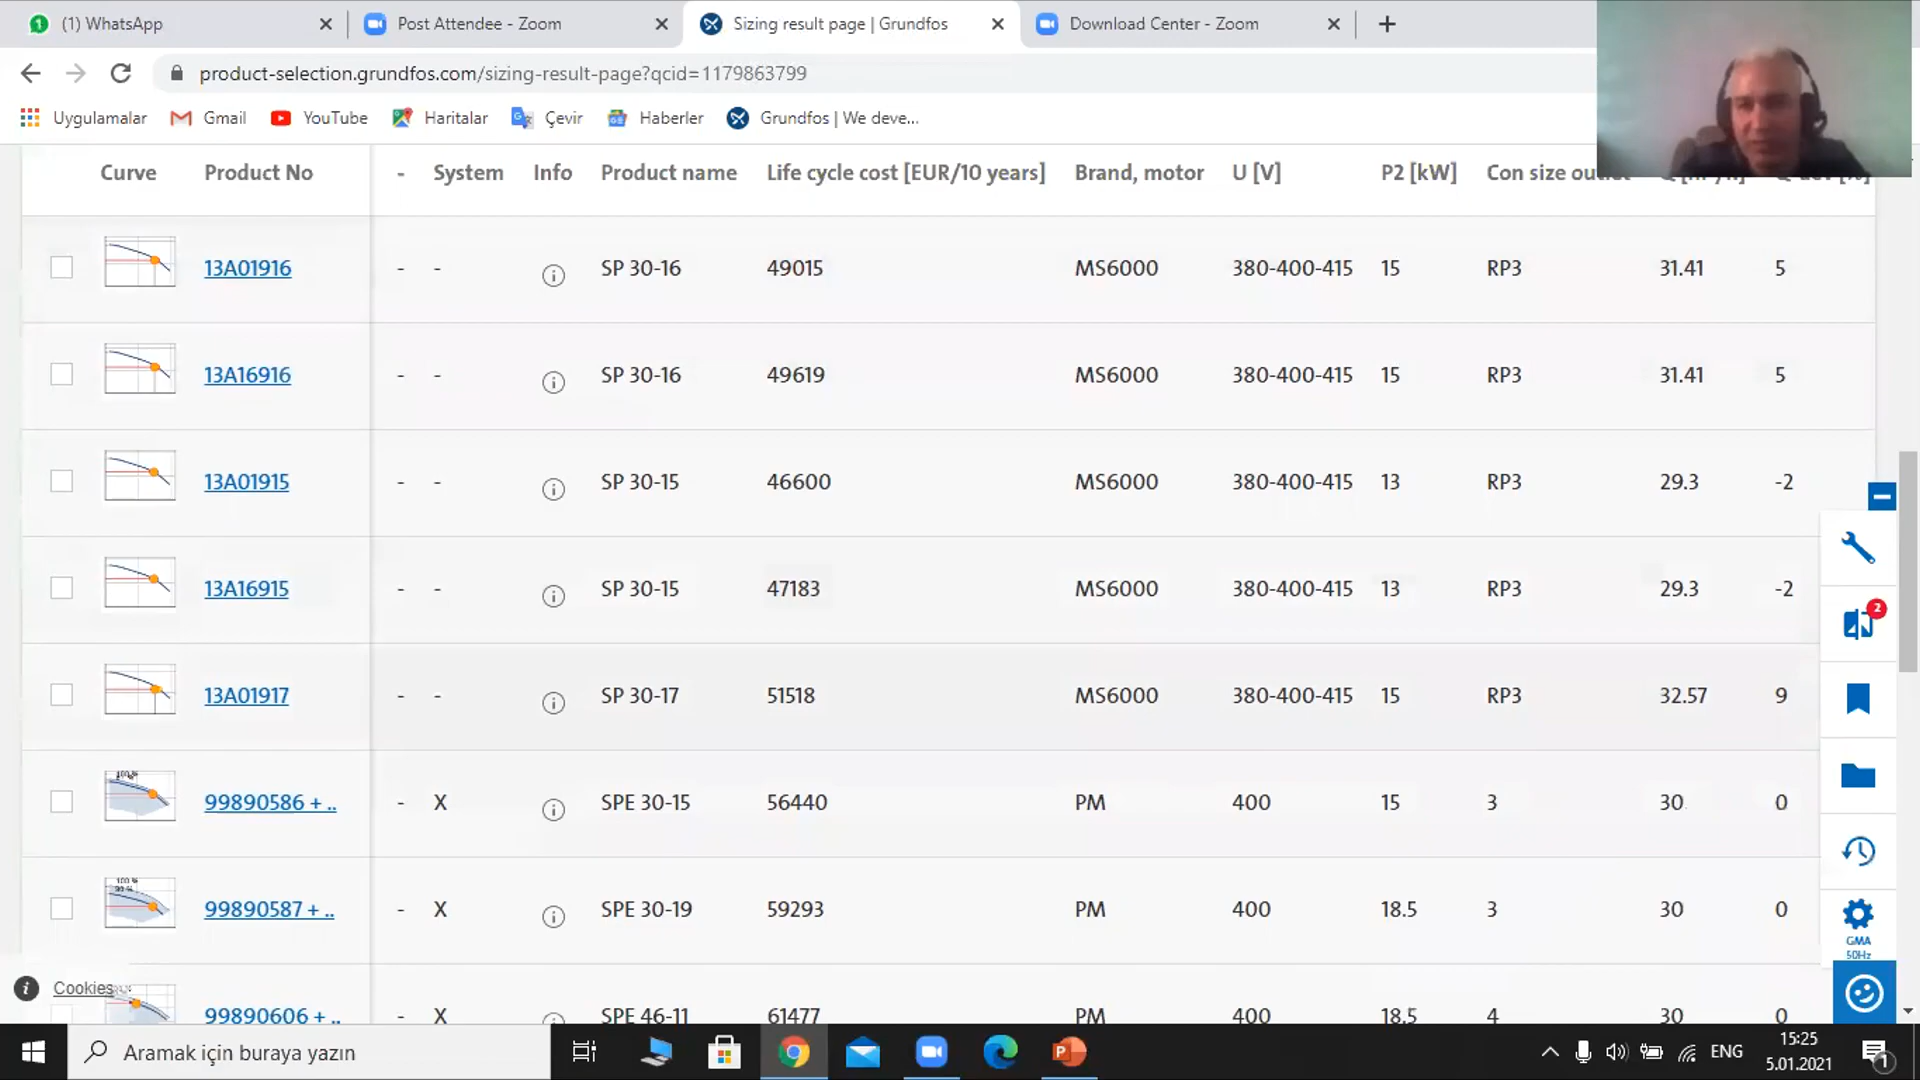 (1) WhatsApp
Post Attendee - Zoom
Sizing result page | Grundfos
Download Center - Zoom
product-selection.grundfos.com/sizing-result-page?qcid=1179863799
Uygulamalar Gmail YouTube Haritalar Çevir Haberler Grundfos | We deve...
Curve Product No - System Info Product name Life cycle cost [EUR/10 years] Brand, motor U [V] P2 [kW] Con size
13A01916 - - SP 30-16 49015 MS6000 380-400-415 15 RP3 31.41 5
13A16916 - - SP 30-16 49619 MS6000 380-400-415 15 RP3 31.41 5
13A01915 - - SP 30-15 46600 MS6000 380-400-415 13 RP3 29.3 -2
13A16915 - - SP 30-15 47183 MS6000 380-400-415 13 RP3 29.3 -2
2
13A01917 - - SP 30-17 51518 MS6000 380-400-415 15 RP3 32.57 9
99890586 + .. - X SPE 30-15 56440 PM 400 15 3 30 0
99890587 + .. - X SPE 30-19 59293 PM 400 18.5 3 30 0
GMA
50Hz
Cookies
99890606 + .. - X SPE 46-11 61477 PM 400 18.5 4 30 0
Aramak için buraya yazın
ENG
15:25
5.01.2021
1